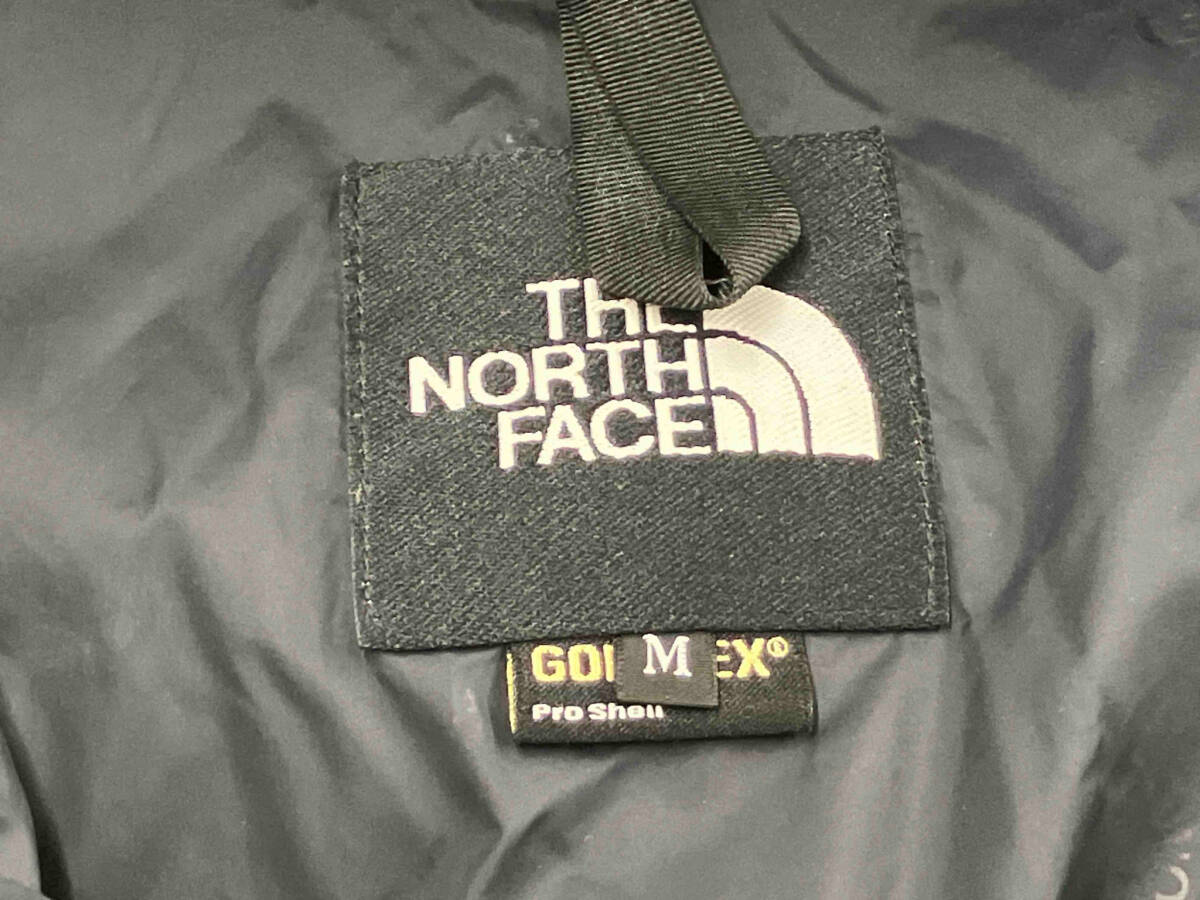 THE
NORTH
FACE
M
Pro Shell